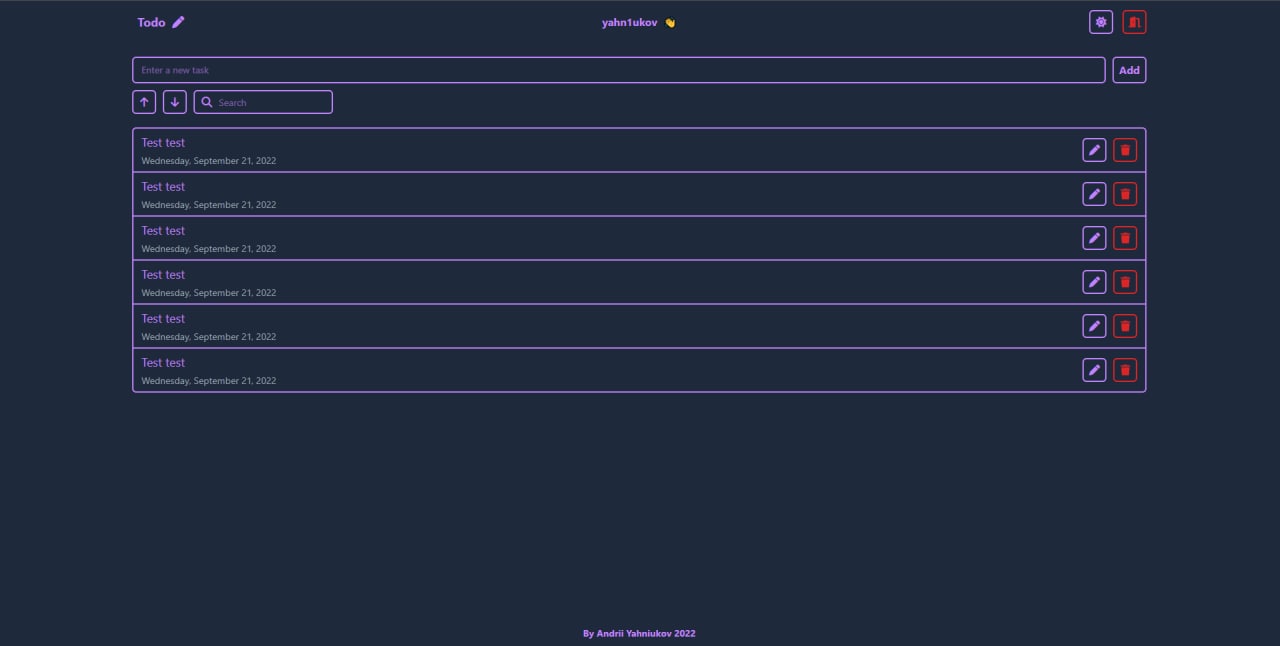 Todo
yahn1ukov 👏
Enter a new task
Add
Search
Test test
Wednesday, September 21, 2022
Test test
Wednesday, September 21, 2022
Test test
Wednesday, September 21, 2022
Test test
Wednesday, September 21, 2022
Test test
Wednesday, September 21, 2022
Test test
Wednesday, September 21, 2022
By Andrii Yahniukov 2022